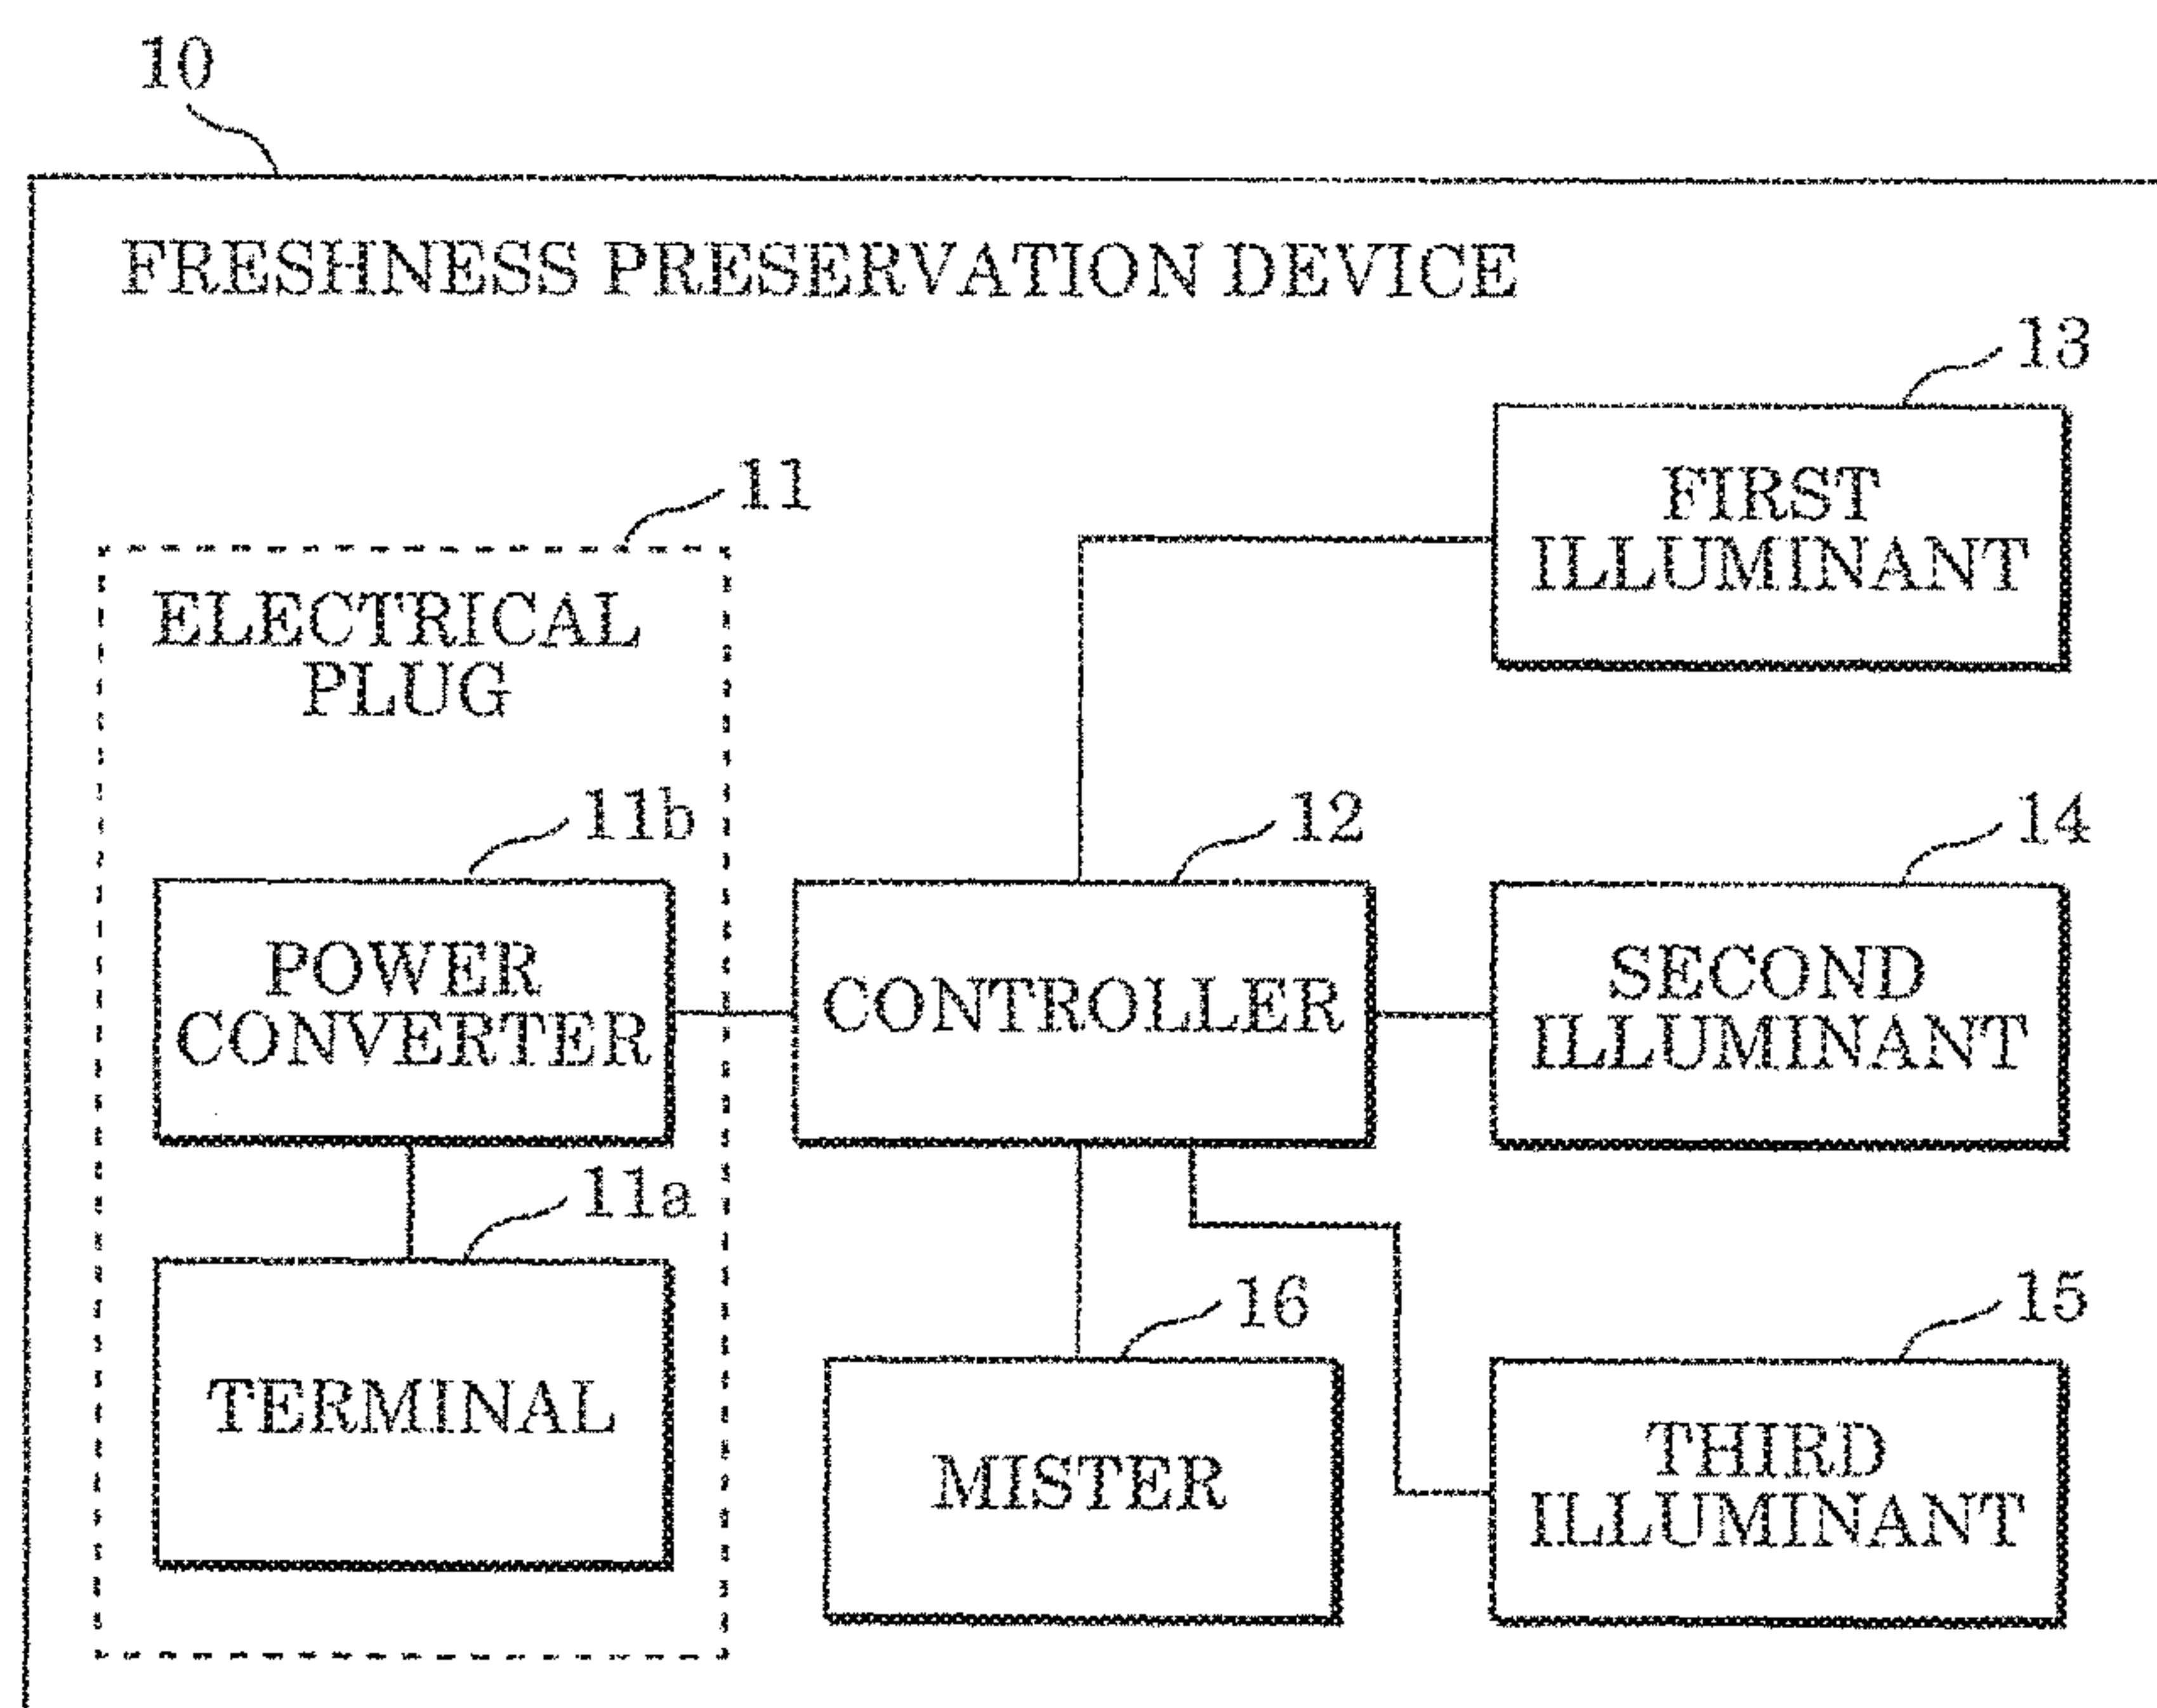 10
FRESHNESS PRESERVATION DEVICE
13
FIRST
ILLUMINANT
11
ELECTRICAL
PLUG
11b
POWER
CONVERTER
12
CONTROLLER
14
SECOND
ILLUMINANT
11a
TERMINAL
16
MISTER
15
THIRD
ILLUMINANT